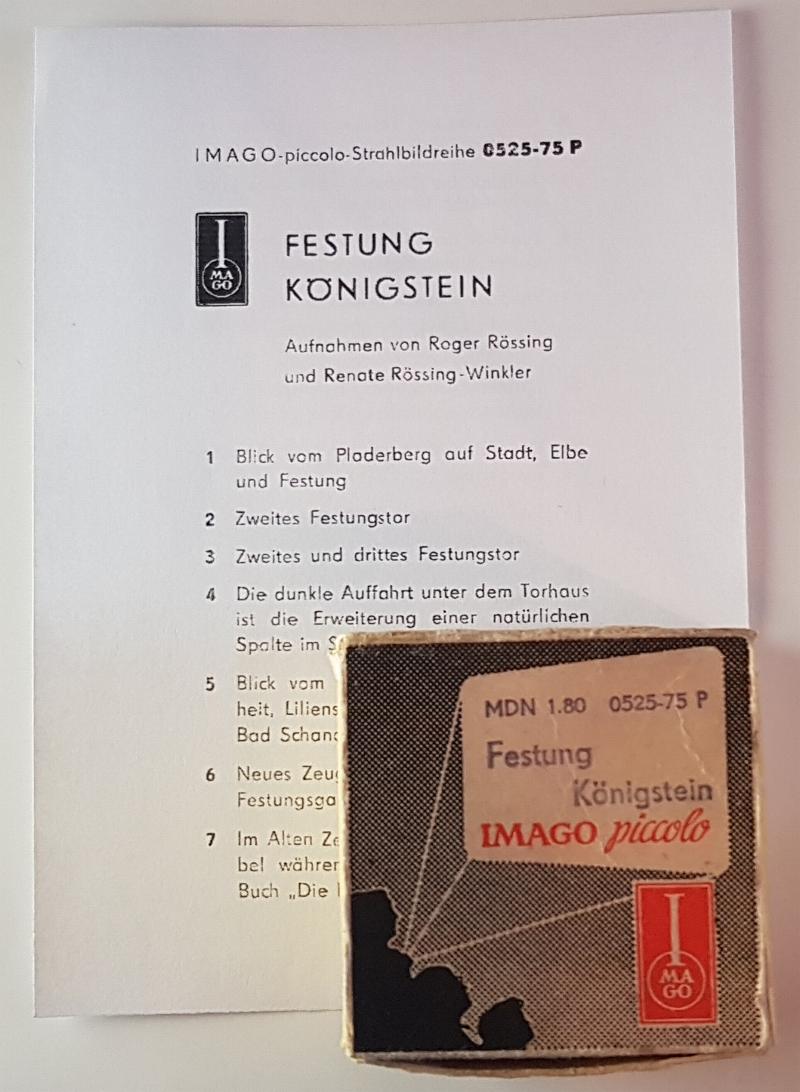 IMAGO-piccolo-Strahlbildreihe 0525-75 P
I
MA
GO
FESTUNG
KÖNIGSTEIN
Aufnahmen von Roger Rössing
und Renate Rössing-Winkler
1 Blick vom Pladerberg auf Stadt, Elbe
und Festung
2 Zweites Festungstor
3 Zweites und drittes Festungstor
4 Die dunkle Auffahrt unter dem Torhaus
ist die Erweiterung einer natürlichen
Spalte im
5 Blick vom
heit, Liliens
Bad Schan
6 Neues Zeu
Festungsga
7 Im Alten Ze
bel währen
Buch „Die
MDN 1.80 0525-75 P
Festung
Königstein
IMAGO piccolo
I
MA
GO